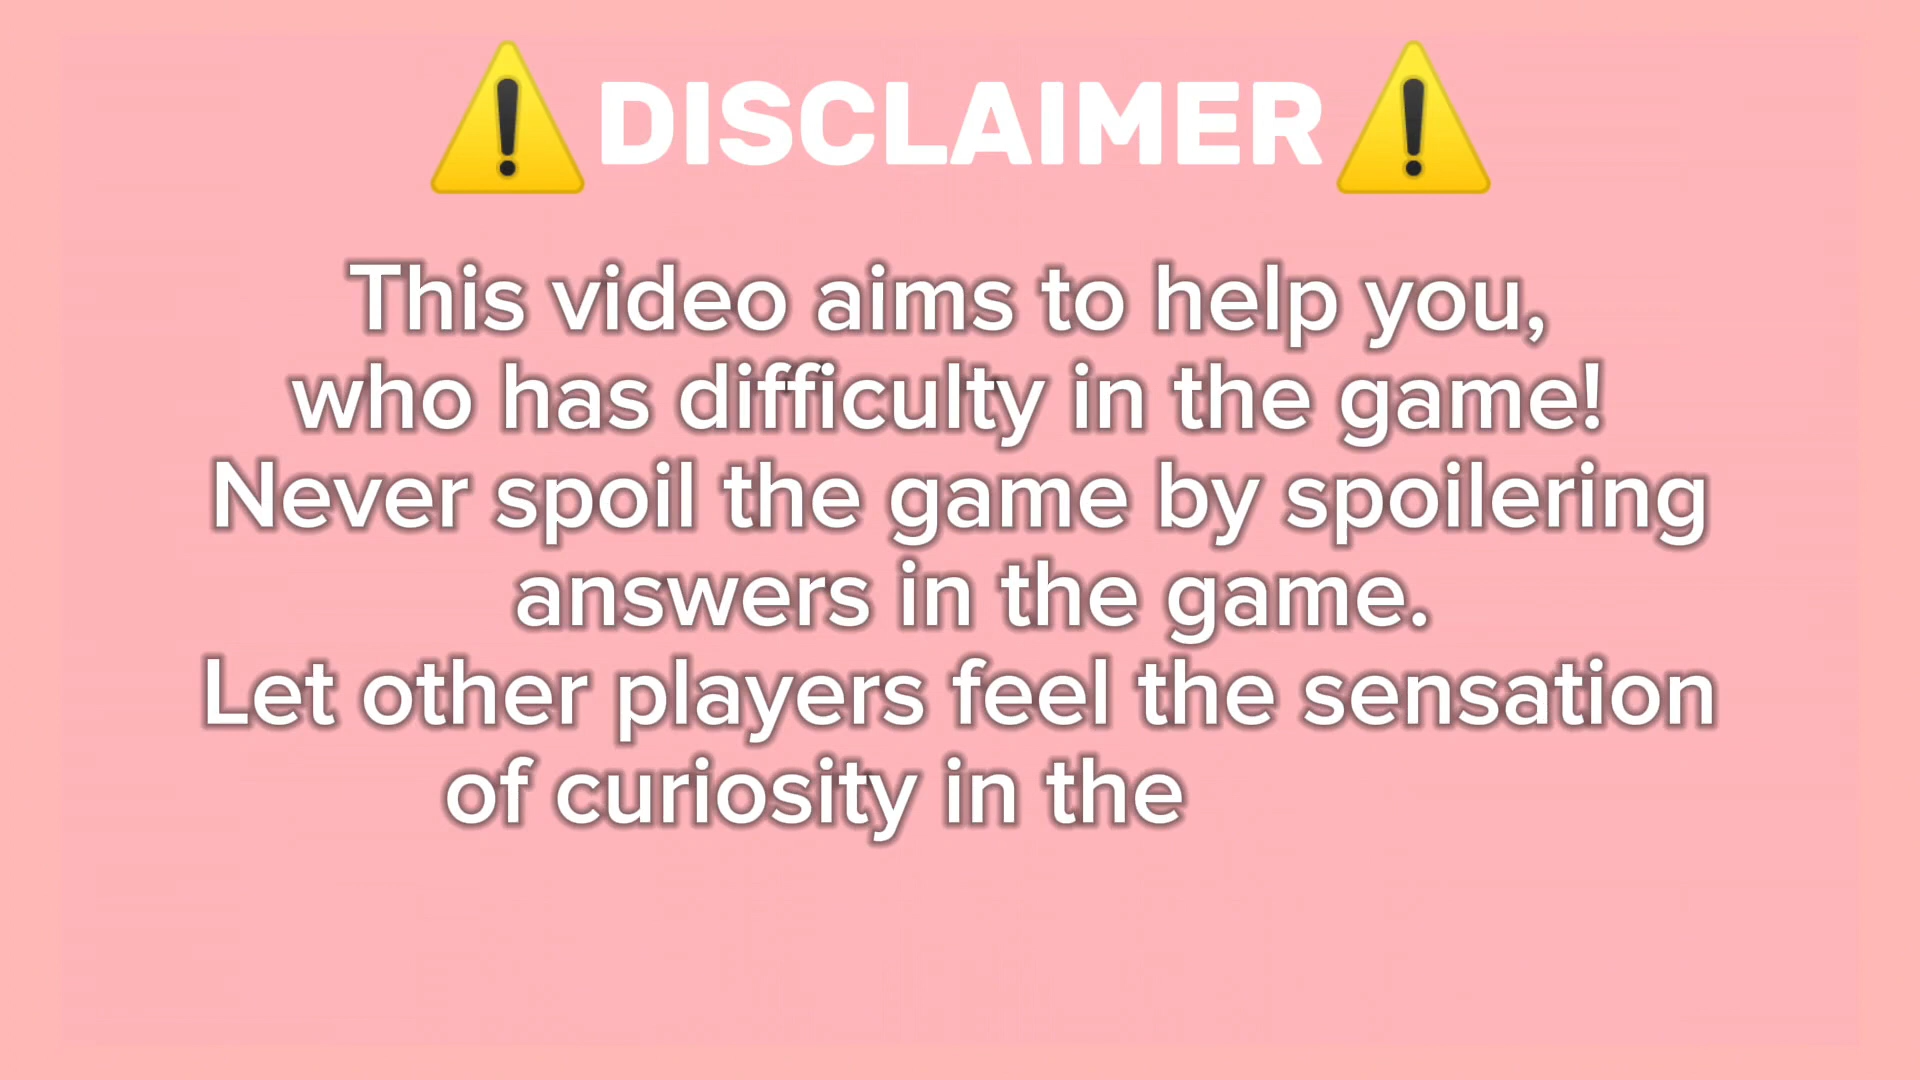 ⚠️DISCLAIMER⚠️
This video aims to help you,
who has difficulty in the game!
Never spoil the game by spoilering
answers in the game.
Let other players feel the sensation
of curiosity in the